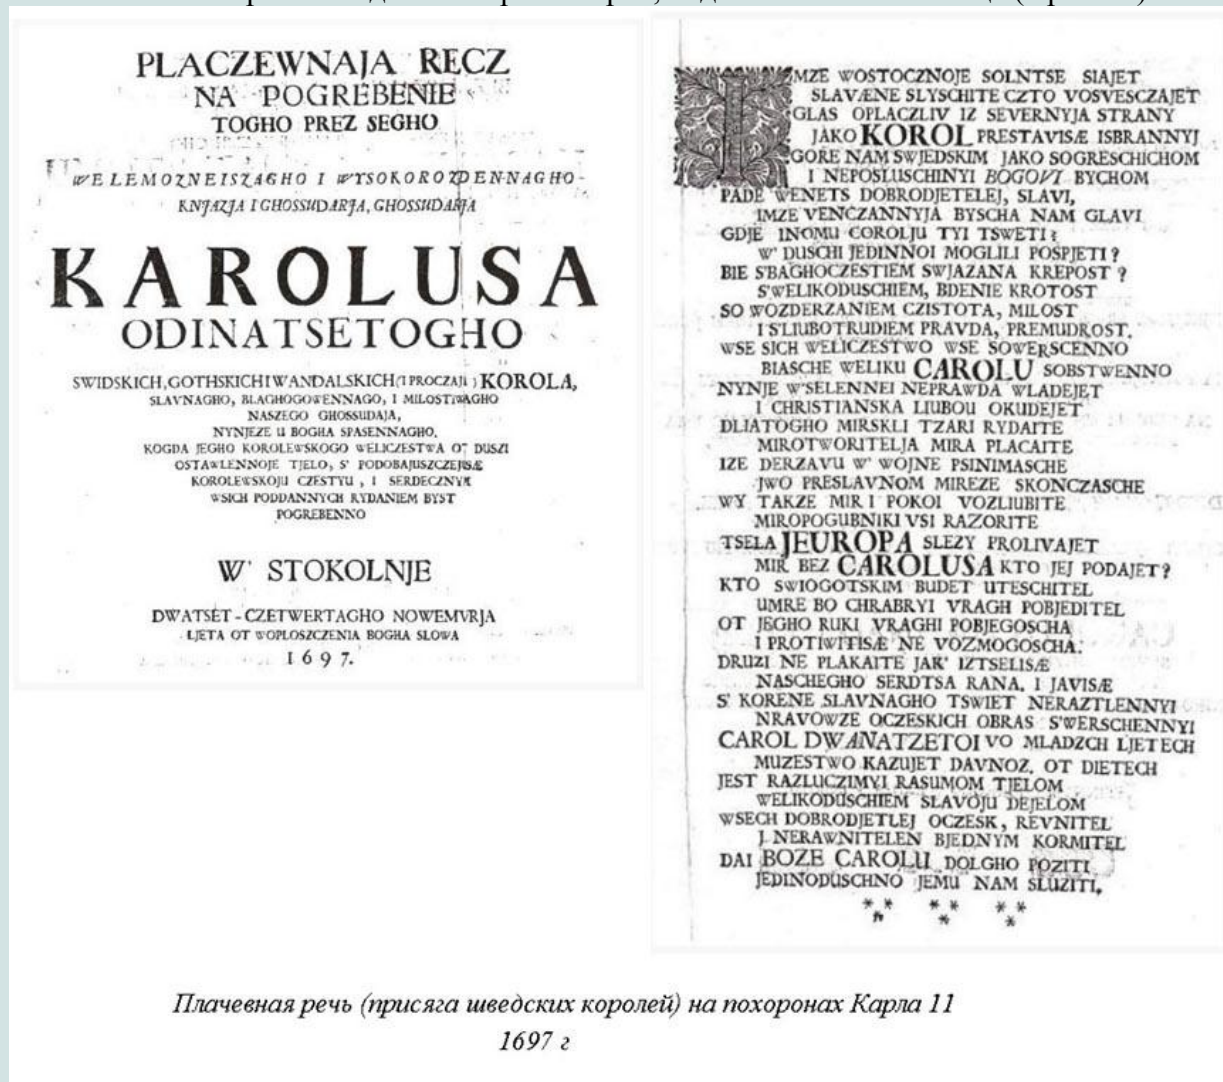 PLACZEWNAJA RECZ
NA POGREBENIE
TOGHO PREZ SEGHO
WELEMOZNEISZAGHO I WYSOKOROZDENNAGHO
KNJAZJA I GHOSSUDARJA, GHOSSUDARJA
KAROLUSA
ODINATSETOGHO
SWIDSKICH, GOTHSKICH I WANDALSKICH (I PROCZAJI) KOROLA,
SLAVNAGHO, BLAGHOGOWENNAGO, I MILOSTIWAGHO
NASZEGO GHOSSUDAJA,
NYNJEZE U BOGHA SPASENNAGHO.
KOGDA JEGHO KOROLEWSKOGO WELICZESTWA OT DUSZI
OSTAWLENNOJE TJELO, S' PODOBAJUSZCZEJUSÆ
KOROLEWSKOJU CZESTYU, I SERDECZNYM
WSICH PODDANNYCH RYDANIEM BYST
POGREBENNO
W' STOKOLNJE
DWATSET-CZETWERTAGHO NOWEMVRJA
LJETA OT WOPLOSZCZENIA BOGHA SLOWA
1697.
IMZE WOSTOCZNOJE SOLNTSE SIAJET
SLAVÆNE SLYSCHITE CZTO VOSVESCZAJET
GLAS OPLACZLIV IZ SEVERNYJA STRANY
JAKO KOROL PRESTAVISÆ ISBRANNYJ
GORE NAM SWJEDSKIM JAKO SOGRESCHICHOM
I NEPOSLUSCHINYI BOGOVI BYCHOM
PADE WENETS DOBRODJETELEJ, SLAVI,
IMZE VENCZANNYJA BYSCHA NAM GLAVI
GDJE INOMU COROLJU TYI TSWETI?
W' DUSCHI JEDINNOI MOGLILI POSPJETI?
BIE S'BAGHOCZESTIEM SWJAZANA KREPOST ?
S'WELIKODUSCHIEM, BDENIE KROTOST
SO WOZDERZANIEM CZISTOTA, MILOST
I S'LIUBOTRUDIEM PRAVDA, PREMUDROST.
WSE SICH WELICZESTWO WSE SOWERSCENNO
BIASCHE WELIKU CAROLU SOBSTWENNO
NYNJE W'SELENNEI NEPRAWDA WLADEJET
I CHRISTIANSKA LIUBOU OKUDEJET
DLIATOGHO MIRSKLI TZARI RYDAITE
MIROTWORITELJA MIRA PLACAITE
IZE DERZAVU W' WOJNE PSINIMASCHE
JWO PRESLAVNOM MIREZE SKONCZASCHE
WY TAKZE MIR I POKOI VOZLIUBITE
MIROPOGUBNIKI VSI RAZORITE
TSELA JEUROPA SLEZY PROLIVAJET
MIR BEZ CAROLUSA KTO JEJ PODAJET?
KTO SWIOGOTSKIM BUDET UTESCHITEL
UMRE BO CHRABRYI VRAGH POBJEDITEL
OT JEGHO RUKI VRAGHI POBJEGOSCHA
I PROTIWITISÆ NE VOZMOGOSCHA.
DRUZI NE PLAKAITE JAK' IZTSELISÆ
NASCHEGHO SERDTSA RANA. I JAVISÆ
S' KORENE SLAVNAGHO TSWIET NERAZTLENNYI
NRAVOWZE OCZESKICH OBRAS S'WERSCHENNYI
CAROL DWANATZETOI VO MLADZCH LJETECH
MUZESTWO KAZUJET DAVNOZ. OT DIETECH
JEST RAZLUCZIMYI RASUMOM TJELOM
WELIKODUSCHIEM SLAVOJU DEJELOM
WSECH DOBRODJETLEJ OCZESK, REVNITEL
J NERAWNITELEN BJEDNYM KORMITEL
DAI BOZE CAROLU DOLGHO POZITI
JEDINODUSCHNO JEMU NAM SLUZITI,
Плачевная речь (присяга шведских королей) на похоронах Карла 11
1697 г